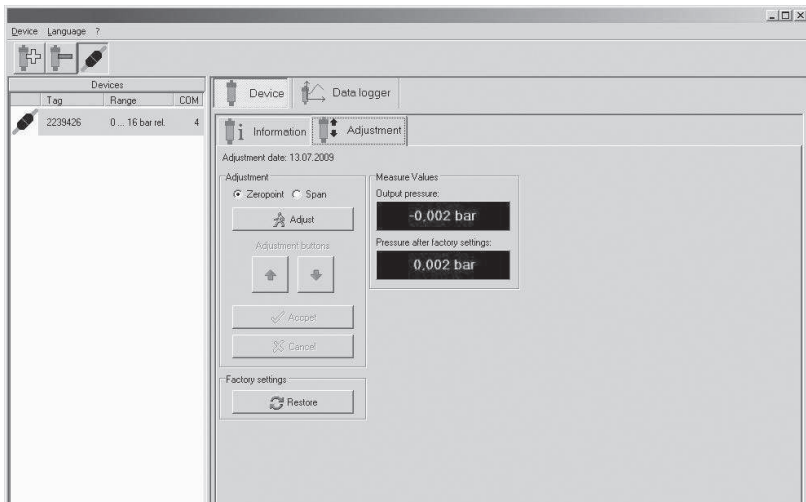 Device Language ?
Devices
Tag Range COM
2239426 0 ... 16 bar rel. 4
Device Data logger
i Information Adjustment
Adjustment date: 13.07.2009
Adjustment
Zeropoint Span
Adjust
Adjustment buttons
Accpet
Cancel
Factory settings
Restore
Measure Values
Output pressure:
-0,002 bar
Pressure after factory settings:
0,002 bar